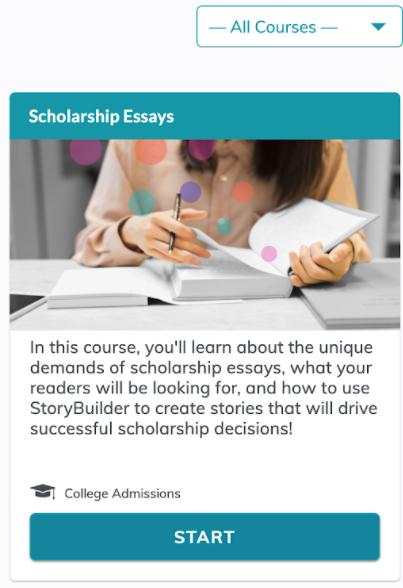 — All Courses —
Scholarship Essays
In this course, you'll learn about the unique
demands of scholarship essays, what your
readers will be looking for, and how to use
StoryBuilder to create stories that will drive
successful scholarship decisions!
College Admissions
START